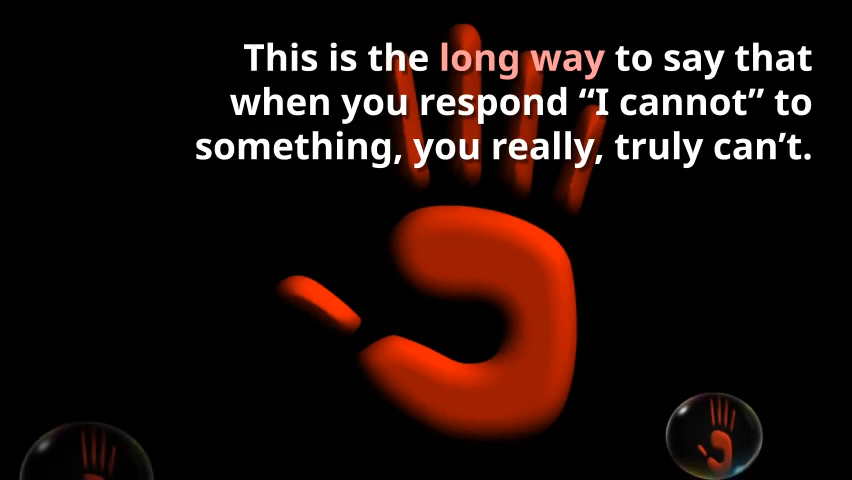 This is the long way to say that
when you respond “I cannot” to
something, you really, truly can’t.